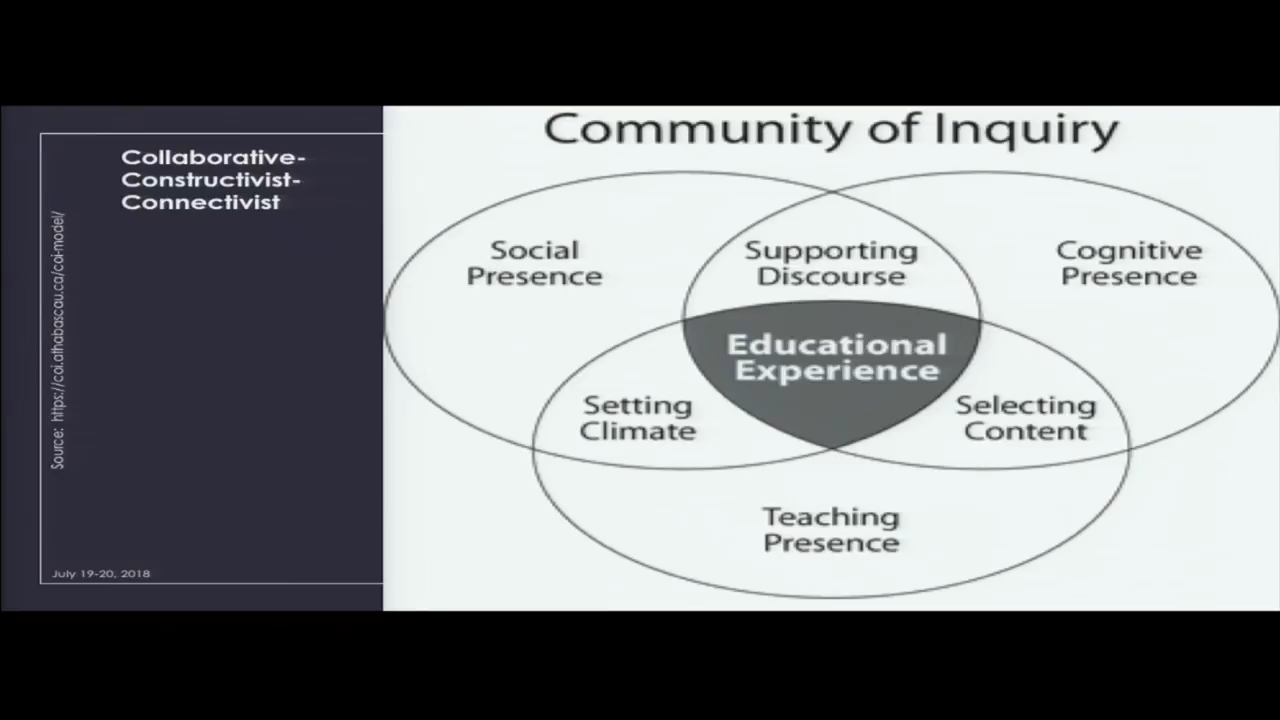 Collaborative-
Constructivist-
Connectivist
Source: https://coi.athabascau.ca/coi-model/
July 19-20, 2018
Community of Inquiry
Social
Presence
Supporting
Discourse
Cognitive
Presence
Educational
Experience
Setting
Climate
Selecting
Content
Teaching
Presence